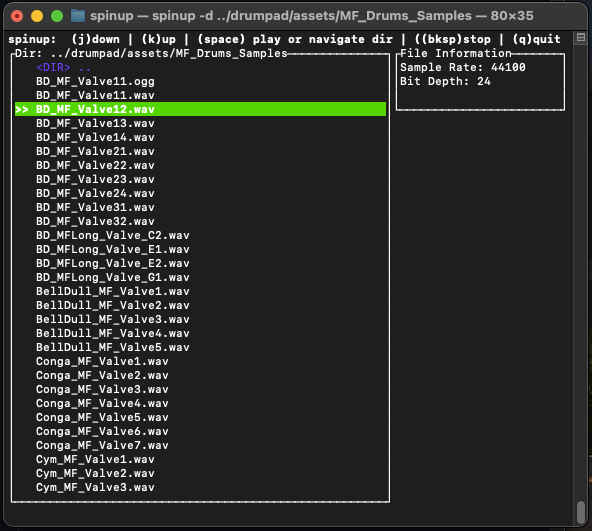 spinup — spinup -d ../drumpad/assets/MF_Drums_Samples — 80×35
spinup:  (j)down | (k)up | (space) play or navigate dir | ((bksp)stop | (q)quit
Dir: ../drumpad/assets/MF_Drums_Samples
<DIR> ..
BD_MF_Valve11.ogg
BD_MF_Valve11.wav
>> BD_MF_Valve12.wav
BD_MF_Valve13.wav
BD_MF_Valve14.wav
BD_MF_Valve21.wav
BD_MF_Valve22.wav
BD_MF_Valve23.wav
BD_MF_Valve24.wav
BD_MF_Valve31.wav
BD_MF_Valve32.wav
BD_MFLong_Valve_C2.wav
BD_MFLong_Valve_E1.wav
BD_MFLong_Valve_E2.wav
BD_MFLong_Valve_G1.wav
BellDull_MF_Valve1.wav
BellDull_MF_Valve2.wav
BellDull_MF_Valve3.wav
BellDull_MF_Valve4.wav
BellDull_MF_Valve5.wav
Conga_MF_Valve1.wav
Conga_MF_Valve2.wav
Conga_MF_Valve3.wav
Conga_MF_Valve4.wav
Conga_MF_Valve5.wav
Conga_MF_Valve6.wav
Conga_MF_Valve7.wav
Cym_MF_Valve1.wav
Cym_MF_Valve2.wav
Cym_MF_Valve3.wav
File Information
Sample Rate: 44100
Bit Depth: 24